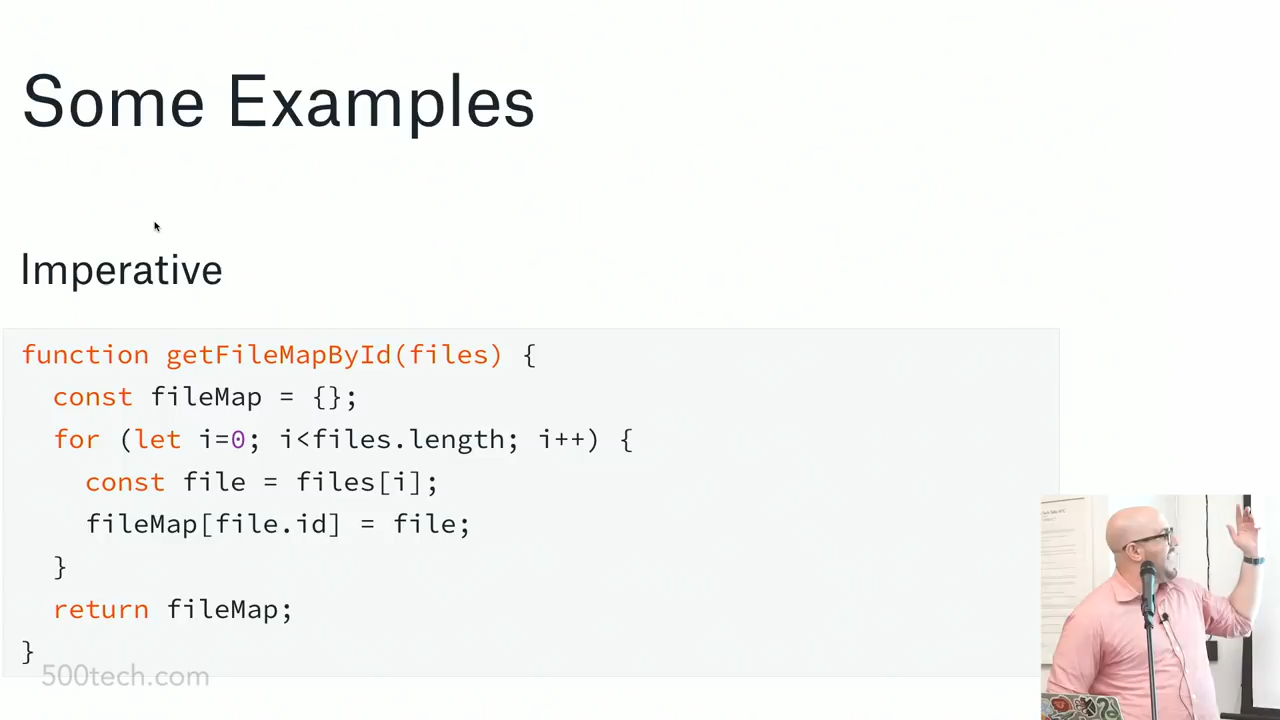 Some Examples
Imperative
function getFileMapById(files) {
  const fileMap = {};
  for (let i=0; i<files.length; i++) {
    const file = files[i];
    fileMap[file.id] = file;
  }
  return fileMap;
}
500tech.com